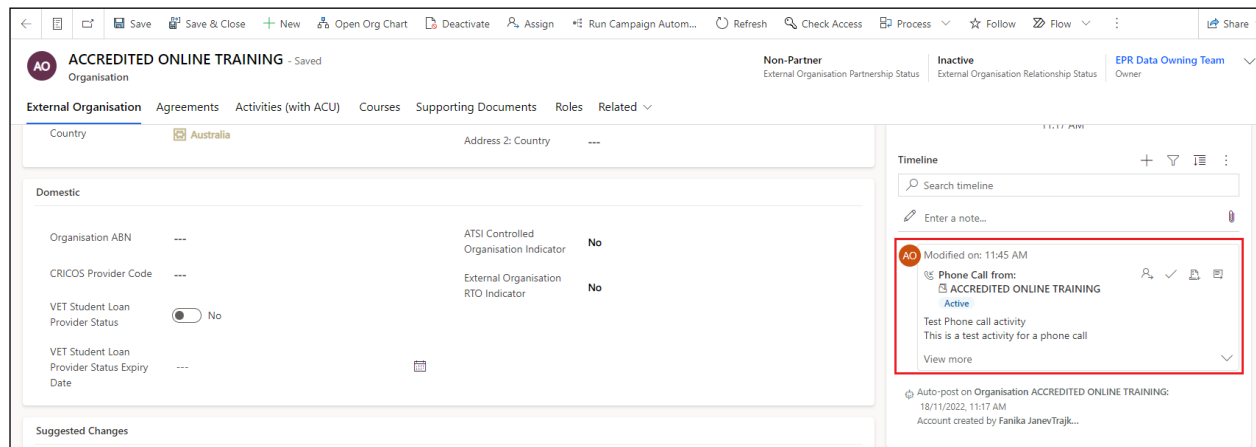 Save Save & Close New Open Org Chart Deactivate Assign Run Campaign Autom... Refresh Check Access Process Follow Flow Share
AO
ACCREDITED ONLINE TRAINING - Saved
Organisation
Non-Partner
External Organisation Partnership Status
Inactive
External Organisation Relationship Status
EPR Data Owning Team
Owner
External Organisation Agreements Activities (with ACU) Courses Supporting Documents Roles Related
Country Australia
Address 2: Country ---
Domestic
Organisation ABN ---
CRICOS Provider Code ---
VET Student Loan
Provider Status
No
VET Student Loan
Provider Status Expiry
Date
---
ATSI Controlled
Organisation Indicator
No
External Organisation
RTO Indicator
No
Suggested Changes
11:17 AM
Timeline
Search timeline
Enter a note...
AO Modified on: 11:45 AM
Phone Call from:
ACCREDITED ONLINE TRAINING
Active
Test Phone call activity
This is a test activity for a phone call
View more
Auto-post on Organisation ACCREDITED ONLINE TRAINING:
18/11/2022, 11:17 AM
Account created by Fanika JanevTrajk...